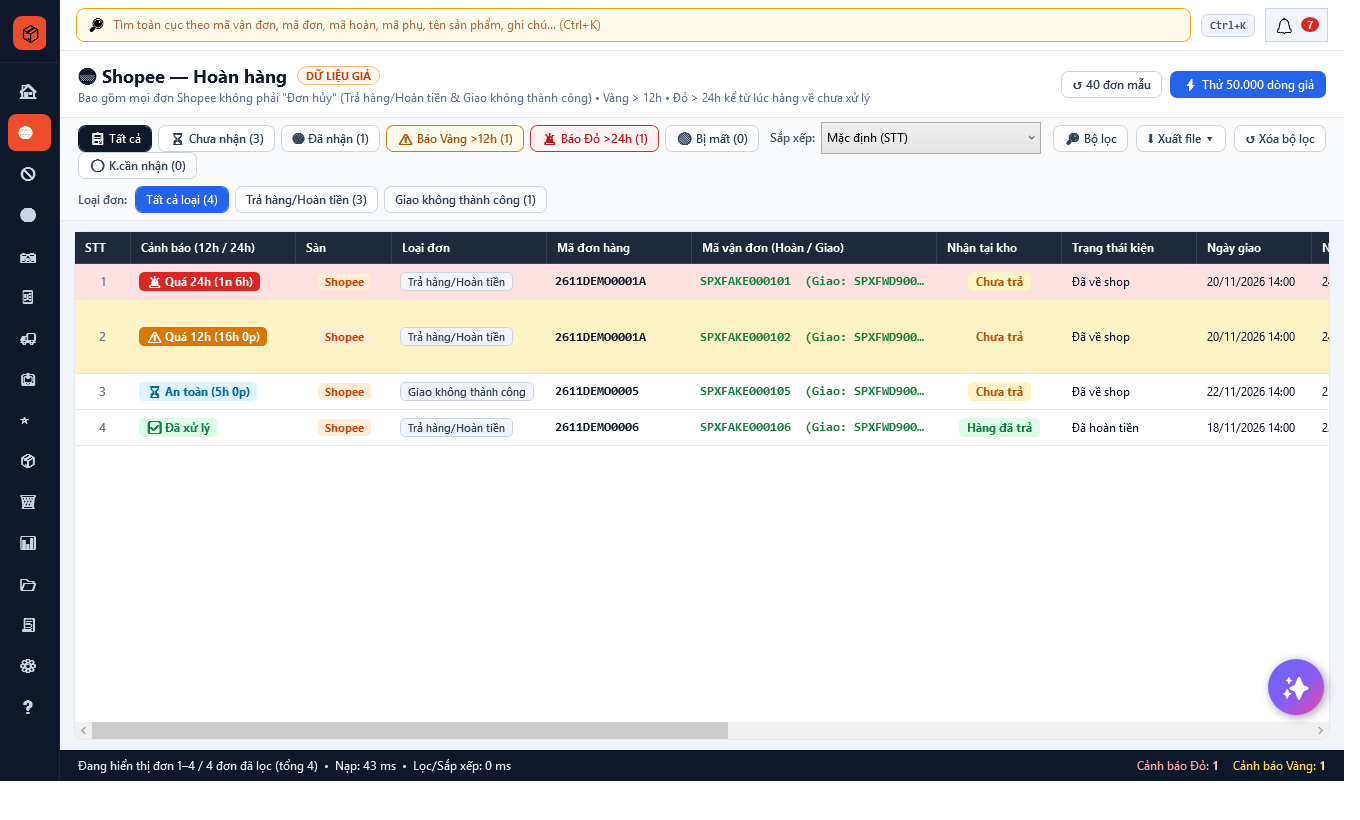 Tìm toàn cục theo mã vận đơn, mã đơn, mã hoàn, mã phụ, tên sản phẩm, ghi chú... (Ctrl+K)
Ctrl+K
7
Shopee — Hoàn hàng
DỮ LIỆU GIẢ
Bao gồm mọi đơn Shopee không phải "Đơn hủy" (Trả hàng/Hoàn tiền & Giao không thành công) • Vàng > 12h • Đỏ > 24h kể từ lúc hàng về chưa xử lý
↺ 40 đơn mẫu
Thử 50.000 dòng giả
Tất cả
Chưa nhận (3)
Đã nhận (1)
Báo Vàng >12h (1)
Báo Đỏ >24h (1)
Bị mất (0)
Sắp xếp:
Mặc định (STT)
Bộ lọc
⬇ Xuất file ▼
↺ Xóa bộ lọc
K.cần nhận (0)
Loại đơn:
Tất cả loại (4)
Trả hàng/Hoàn tiền (3)
Giao không thành công (1)
STT Cảnh báo (12h / 24h) Sàn Loại đơn Mã đơn hàng Mã vận đơn (Hoàn / Giao) Nhận tại kho Trạng thái kiện Ngày giao N
1 Quá 24h (1n 6h) Shopee Trả hàng/Hoàn tiền 2611DEMO0001A SPXFAKE000101 (Giao: SPXFWD900… Chưa trả Đã về shop 20/11/2026 14:00 2
2 Quá 12h (16h 0p) Shopee Trả hàng/Hoàn tiền 2611DEMO0001A SPXFAKE000102 (Giao: SPXFWD900… Chưa trả Đã về shop 20/11/2026 14:00 2
3 An toàn (5h 0p) Shopee Giao không thành công 2611DEMO0005 SPXFAKE000105 (Giao: SPXFWD900… Chưa trả Đã về shop 22/11/2026 14:00 2
4 Đã xử lý Shopee Trả hàng/Hoàn tiền 2611DEMO0006 SPXFAKE000106 (Giao: SPXFWD900… Hàng đã trả Đã hoàn tiền 18/11/2026 14:00 2
Đang hiển thị đơn 1–4 / 4 đơn đã lọc (tổng 4) • Nạp: 43 ms • Lọc/Sắp xếp: 0 ms
Cảnh báo Đỏ: 1 Cảnh báo Vàng: 1